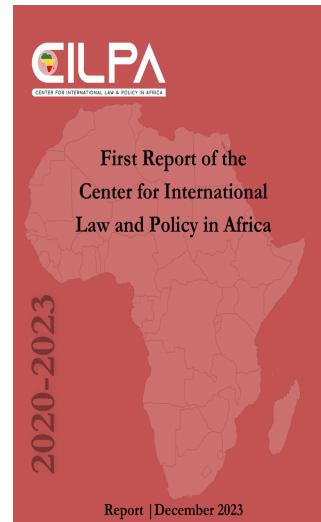 CILPA
CENTER FOR INTERNATIONAL LAW & POLICY IN AFRICA
First Report of the
Center for International
Law and Policy in Africa
2020-2023
Report |December 2023